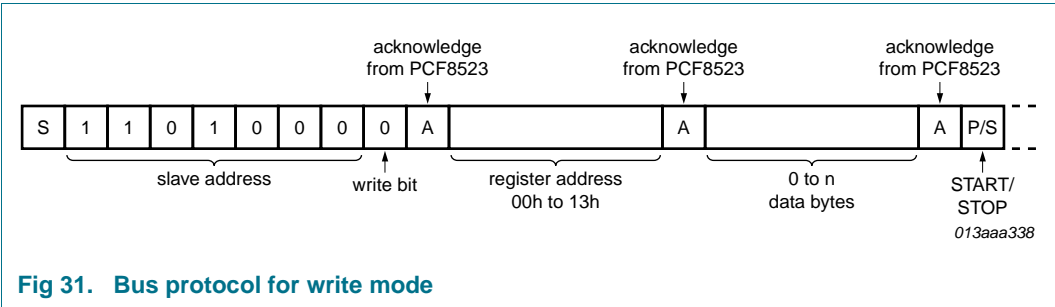 acknowledge
from PCF8523
acknowledge
from PCF8523
acknowledge
from PCF8523
S 1 1 0 1 0 0 0 0 A A A P/S
slave address
write bit
register address
00h to 13h
0 to n
data bytes
START/
STOP
013aaa338
Fig 31. Bus protocol for write mode